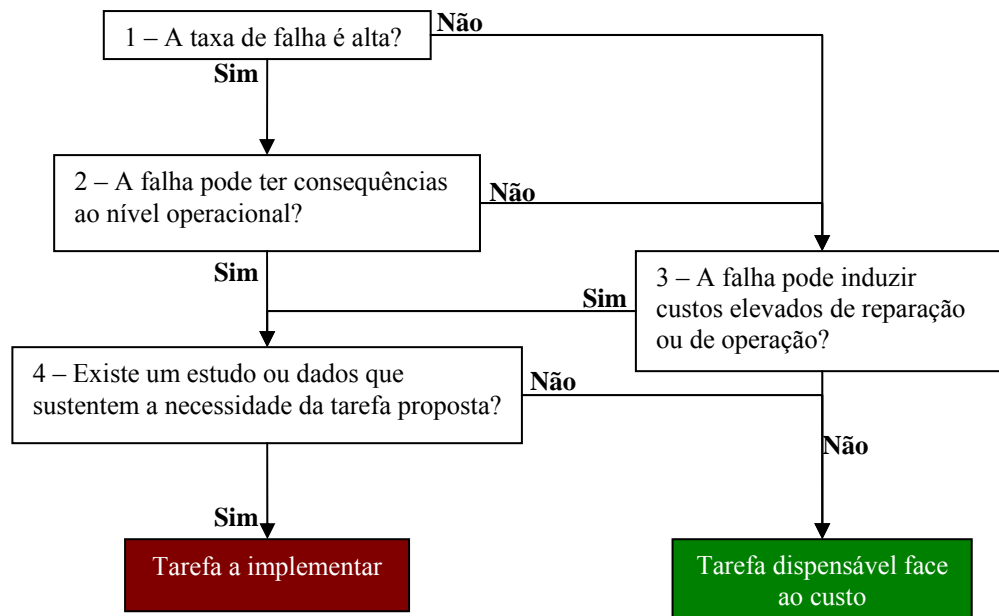 1 – A taxa de falha é alta?
Não
Sim
2 – A falha pode ter consequências
ao nível operacional?
Não
Sim
3 – A falha pode induzir
custos elevados de reparação
ou de operação?
Sim
4 – Existe um estudo ou dados que
sustentem a necessidade da tarefa proposta?
Não
Não
Sim
Tarefa a implementar
Tarefa dispensável face
ao custo